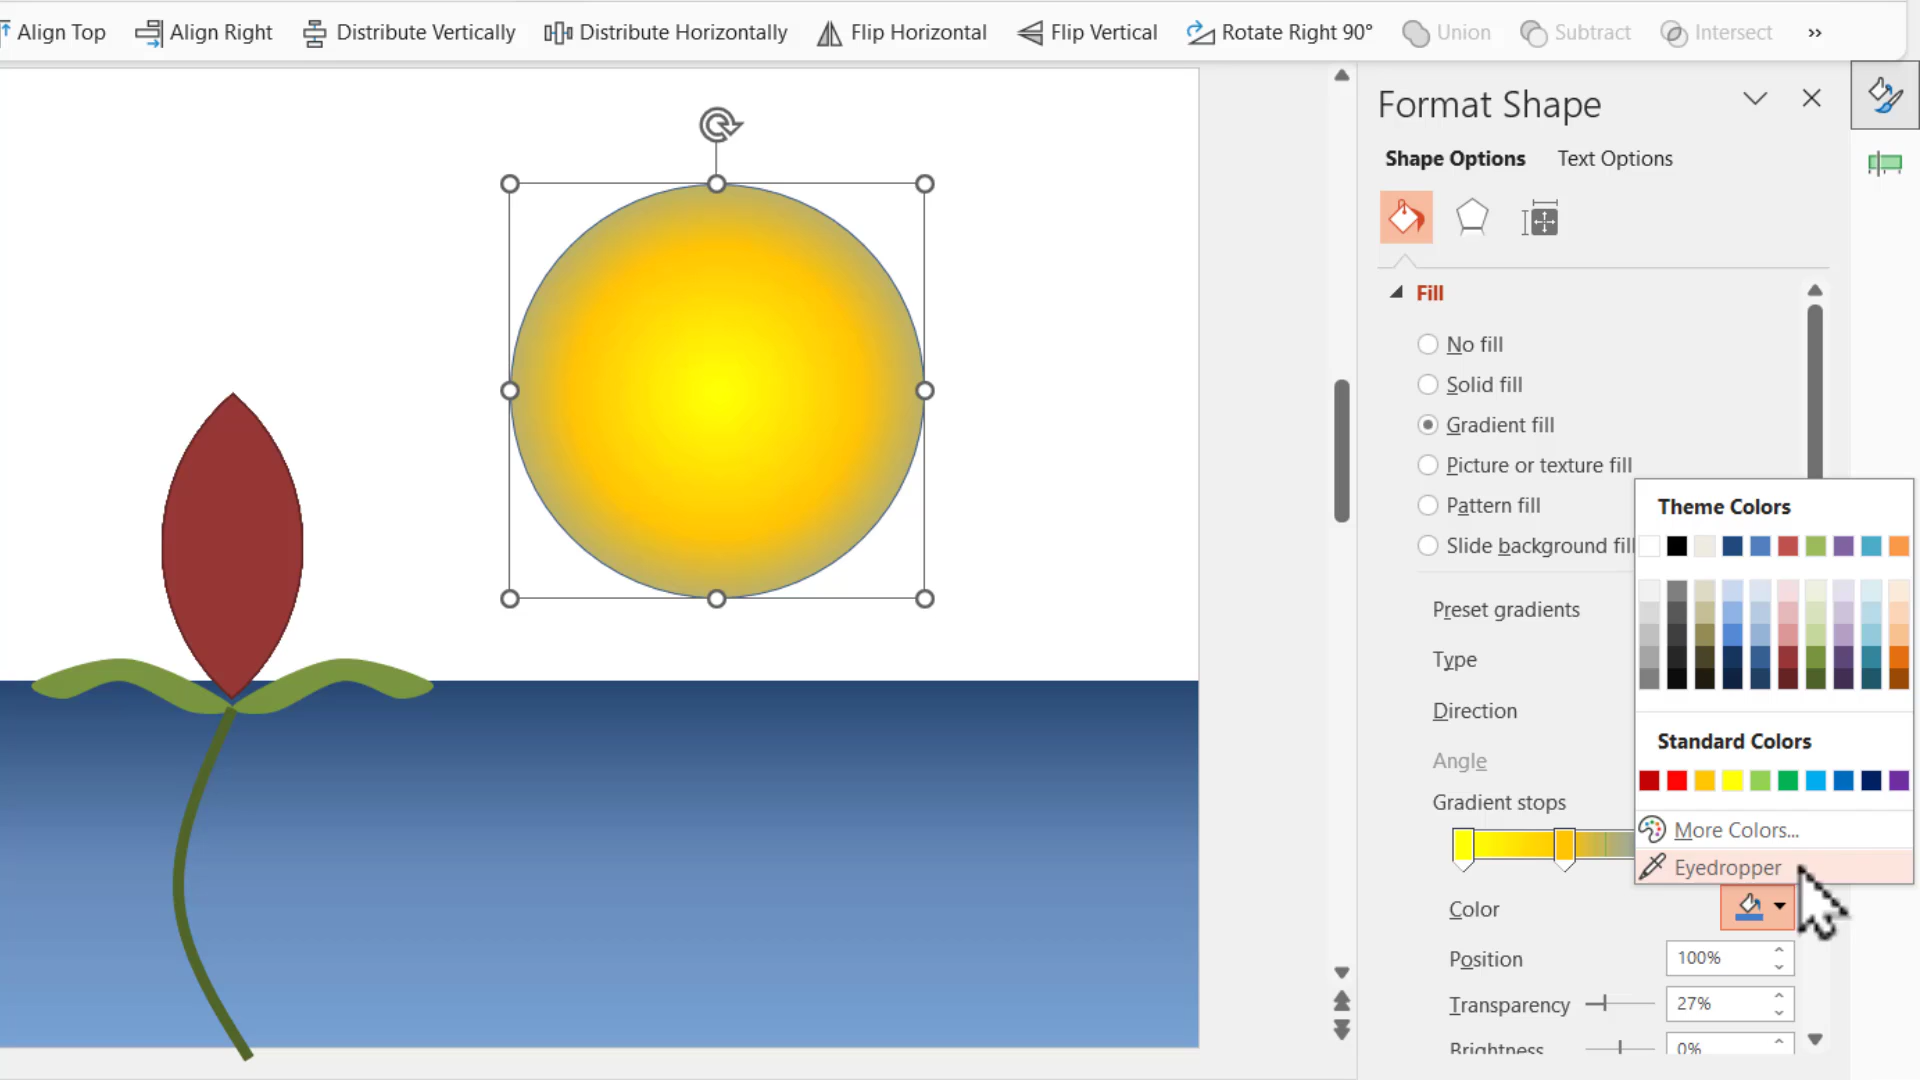 Align Top
Align Right
Distribute Vertically
Distribute Horizontally
Flip Horizontal
Flip Vertical
Rotate Right 90°
Union
Subtract
Intersect
Format Shape
Shape Options
Text Options
Fill
No fill
Solid fill
Gradient fill
Picture or texture fill
Pattern fill
Slide background fill
Theme Colors
Preset gradients
Type
Direction
Standard Colors
Angle
Gradient stops
More Colors...
Eyedropper
Color
Position
100%
Transparency
27%
Brightness
0%